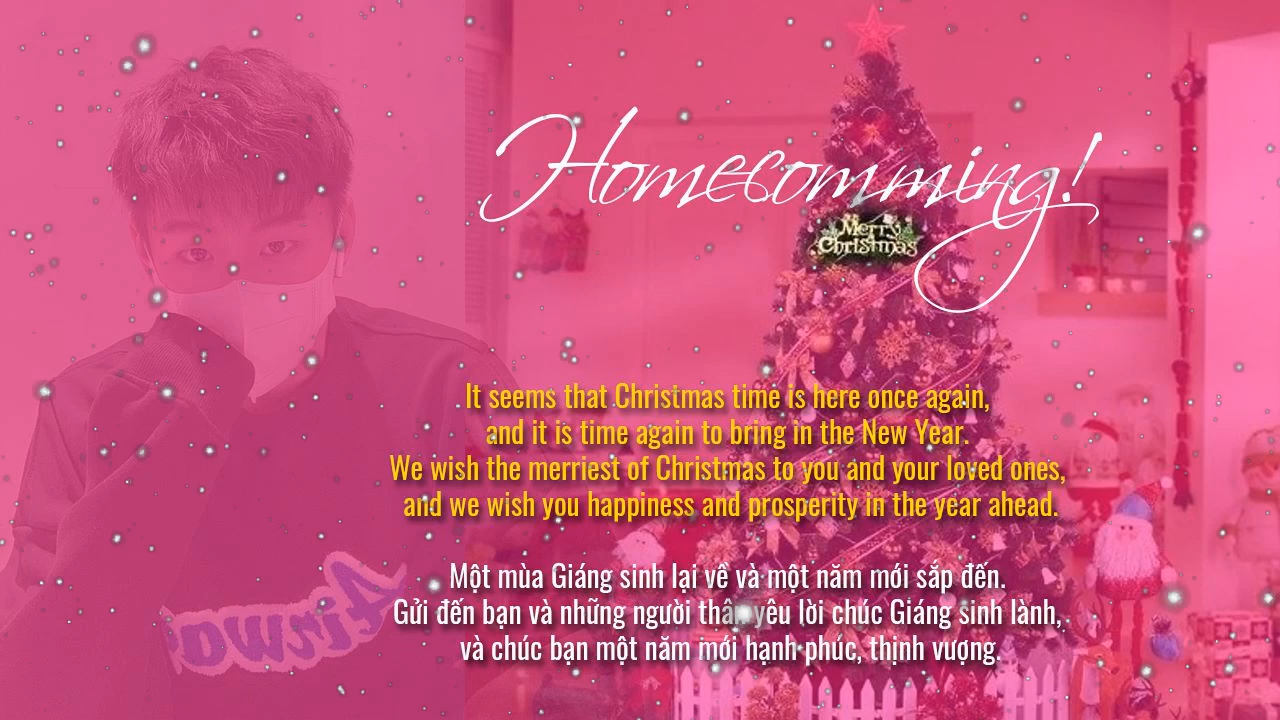 Homecomming!
Merry
Christmas
It seems that Christmas time is here once again,
and it is time again to bring in the New Year.
We wish the merriest of Christmas to you and your loved ones,
and we wish you happiness and prosperity in the year ahead.
Một mùa Giáng sinh lại về và một năm mới sắp đến.
Gửi đến bạn và những người thân yêu lời chúc Giáng sinh lành,
và chúc bạn một năm mới hạnh phúc, thịnh vượng.